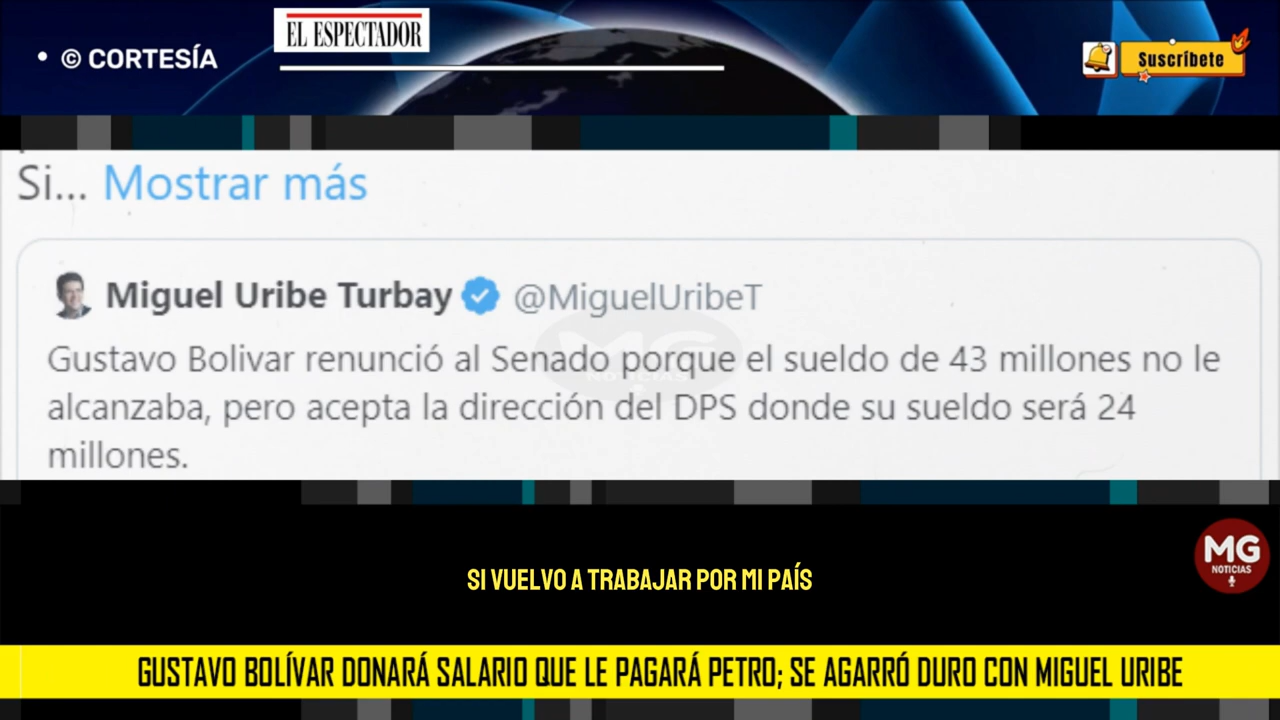 © CORTESÍA
EL ESPECTADOR
Suscríbete
Si... Mostrar más
Miguel Uribe Turbay @MiguelUribeT
Gustavo Bolivar renunció al Senado porque el sueldo de 43 millones no le
alcanzaba, pero acepta la dirección del DPS donde su sueldo será 24
millones.
MG
NOTICIAS
SI VUELVO A TRABAJAR POR MI PAÍS
MG
NOTICIAS
GUSTAVO BOLÍVAR DONARÁ SALARIO QUE LE PAGARÁ PETRO; SE AGARRÓ DURO CON MIGUEL URIBE